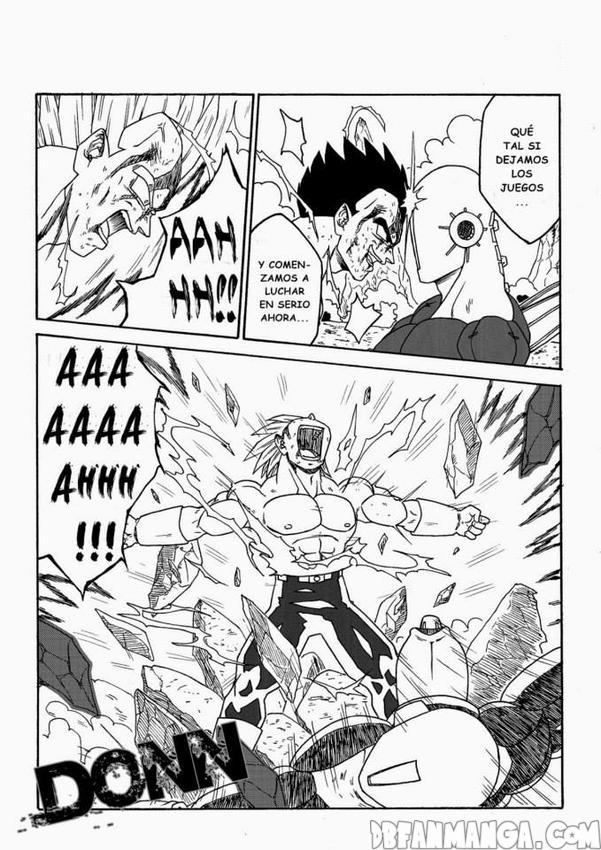 QUÉ
TAL SI
DEJAMOS
LOS
JUEGOS
...
Y COMEN-
ZAMOS A
LUCHAR
EN SERIO
AHORA...
AAH
HH!!
AAA
AAAA
AHHH
!!!
DONN
DBFANMANGA.COM